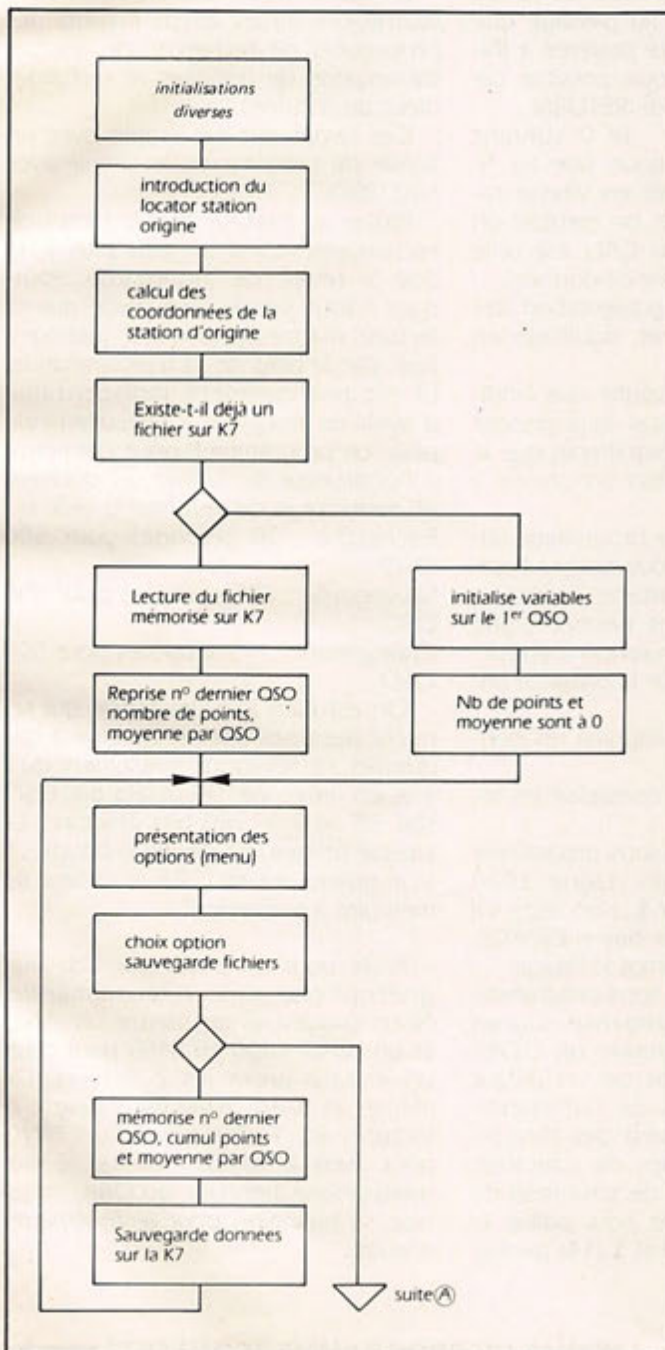 initialisations
diverses
introduction du
locator station
origine
calcul des
coordonnées de la
station d'origine
Existe-t-il déjà un
fichier sur K7
Lecture du fichier
mémorisé sur K7
initialise variables
sur le 1er QSO
Reprise nº dernier QSO
nombre de points,
moyenne par QSO
Nb de points et
moyenne sont à 0
présentation des
options (menu)
choix option
sauvegarde fichiers
mémorise nº dernier
QSO, cumul points
et moyenne par QSO
Sauvegarde données
sur la K7
suite Ⓐ